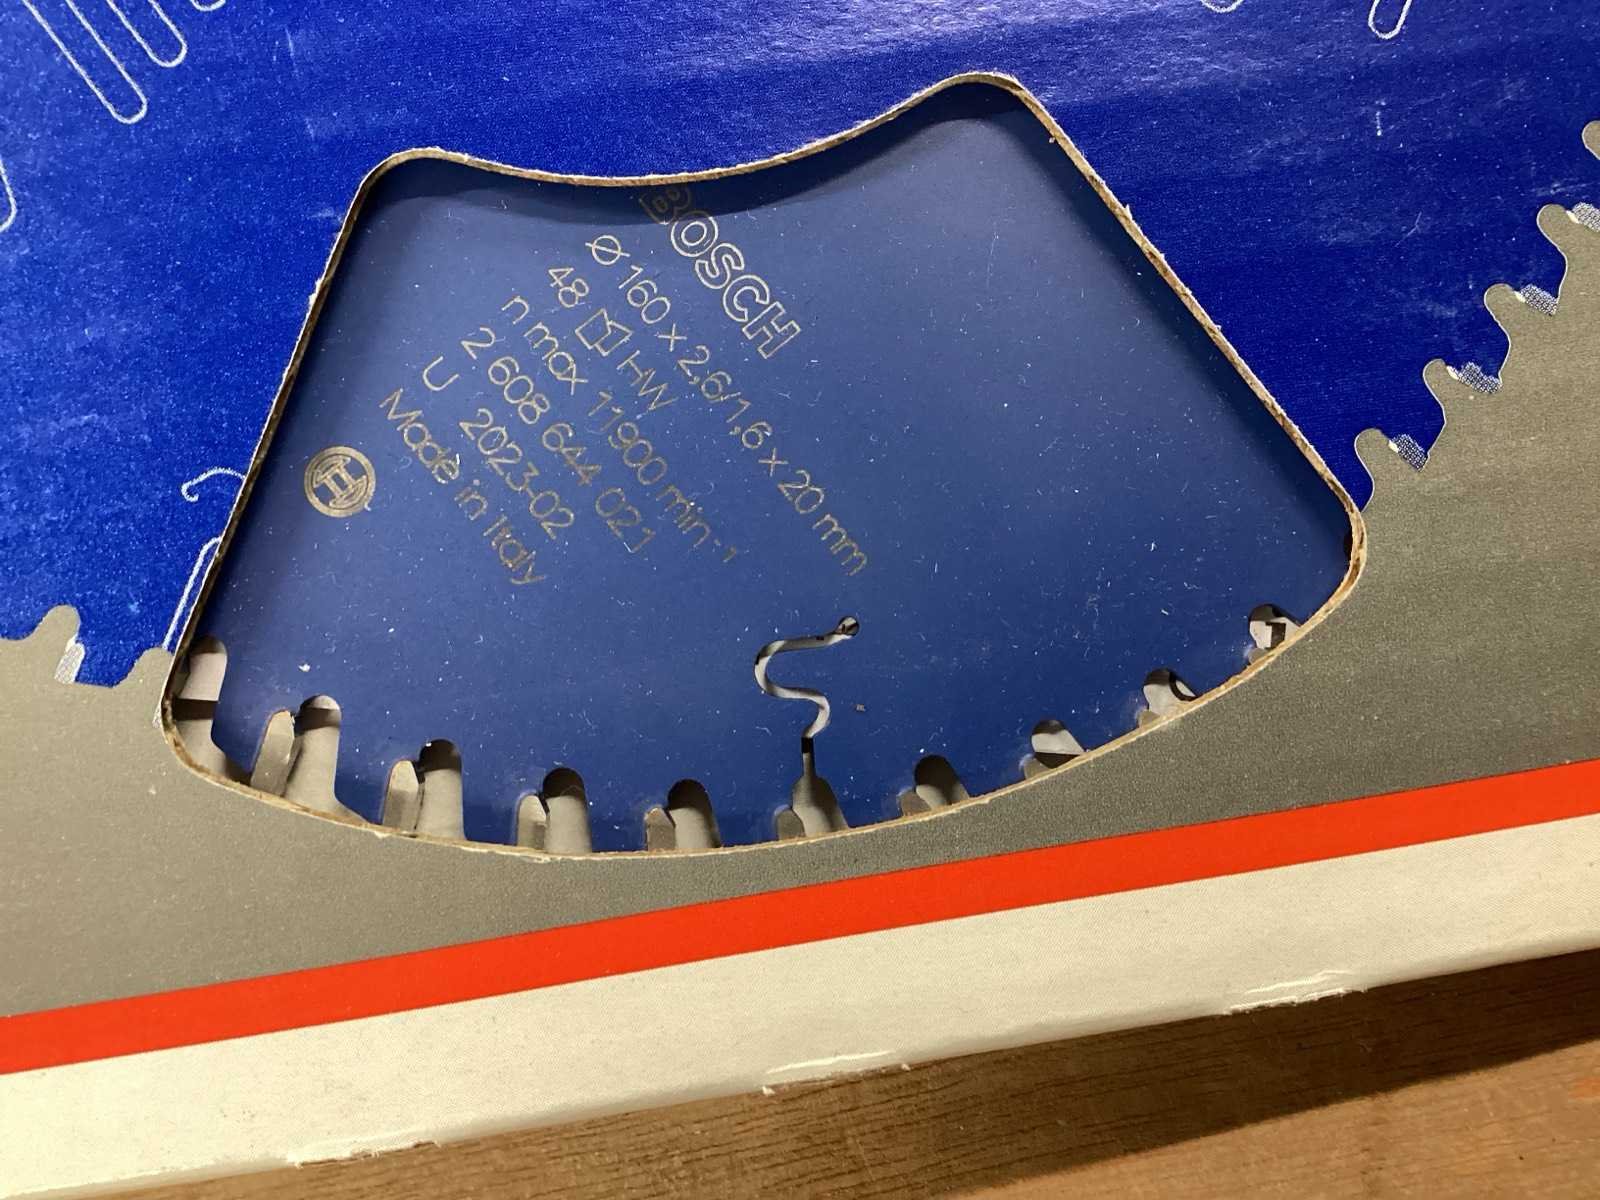 BOSCH
Ø 160 x 2,6/1,6 x 20 mm
48 HW
n max 11900 min-1
2 608 644 021
U 2023-02
Made in Italy